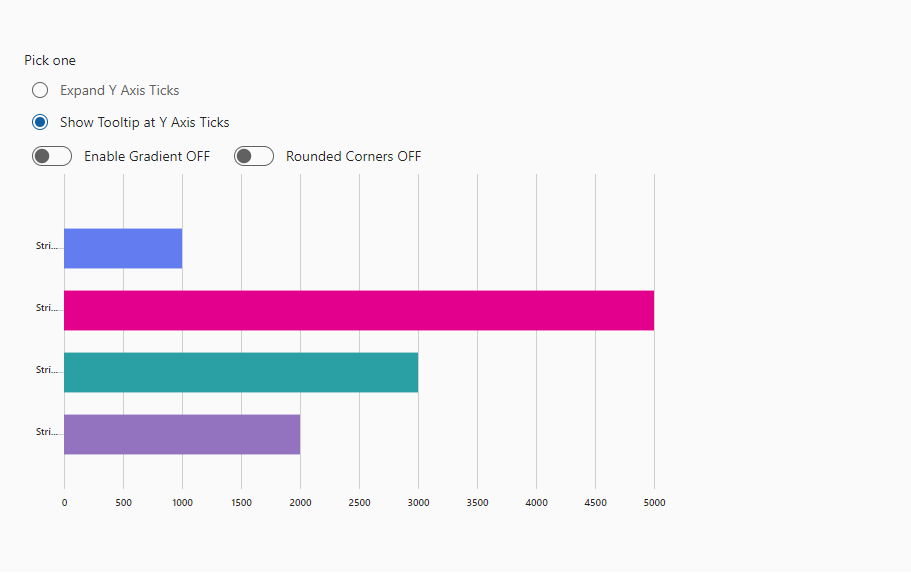 Pick one
Expand Y Axis Ticks
Show Tooltip at Y Axis Ticks
Enable Gradient OFF Rounded Corners OFF
Stri...
Stri...
Stri...
Stri...
0 500 1000 1500 2000 2500 3000 3500 4000 4500 5000